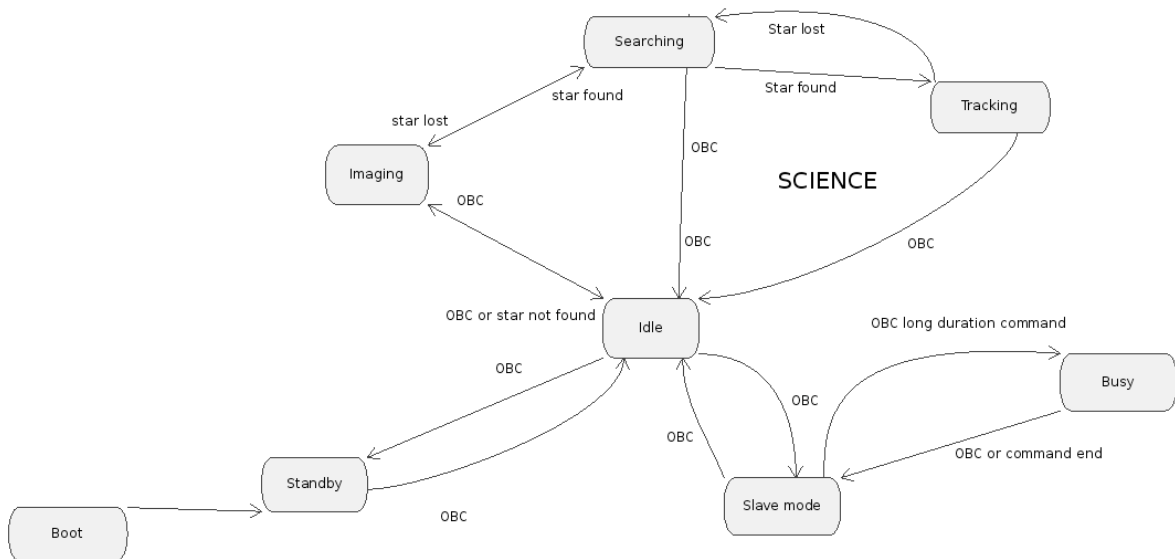 Searching
Star lost
star found
Star found
Tracking
star lost
OBC
Imaging
SCIENCE
OBC
OBC
OBC
OBC or star not found
Idle
OBC long duration command
OBC
Busy
OBC
OBC
OBC or command end
Standby
Slave mode
OBC
Boot